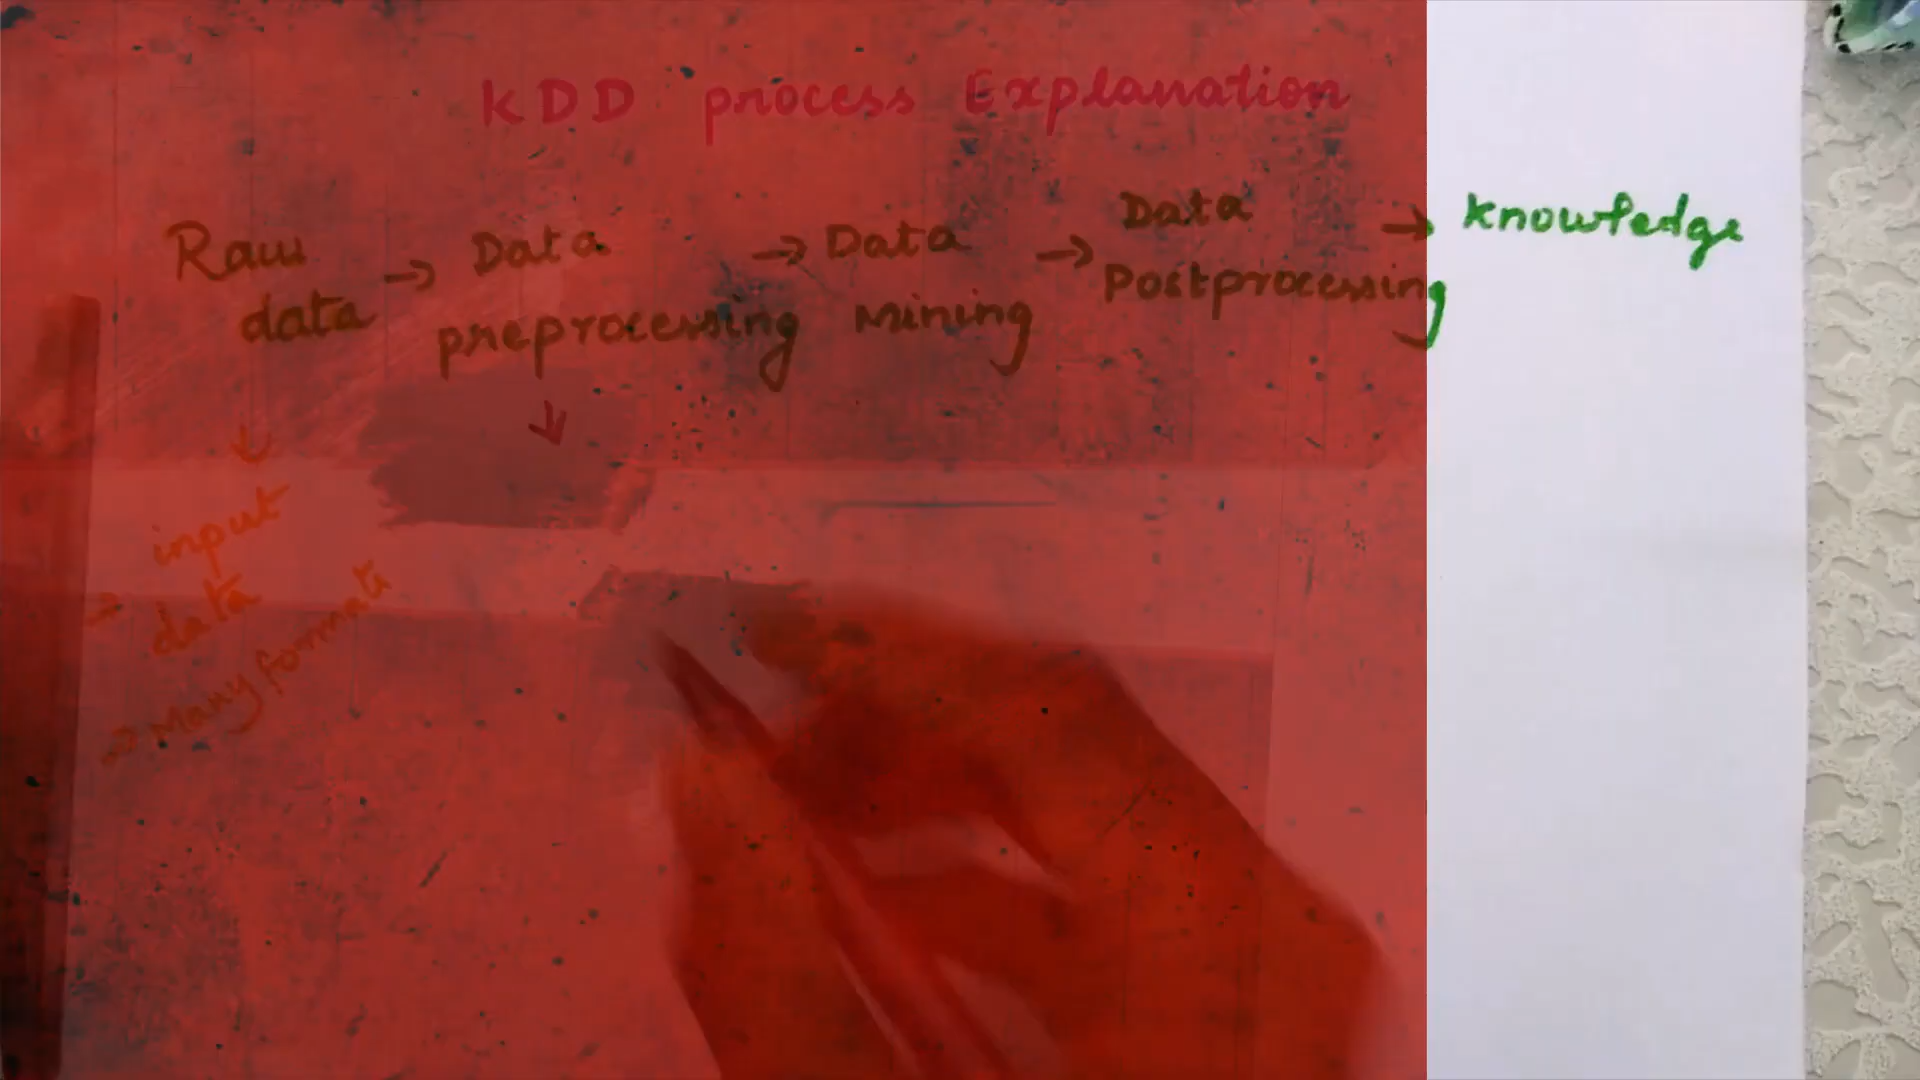 KDD process Explanation
Raw data → Data preprocessing → Data Mining → Data Postprocessing → knowledge
↓
↓
→ input data
→ Many formats